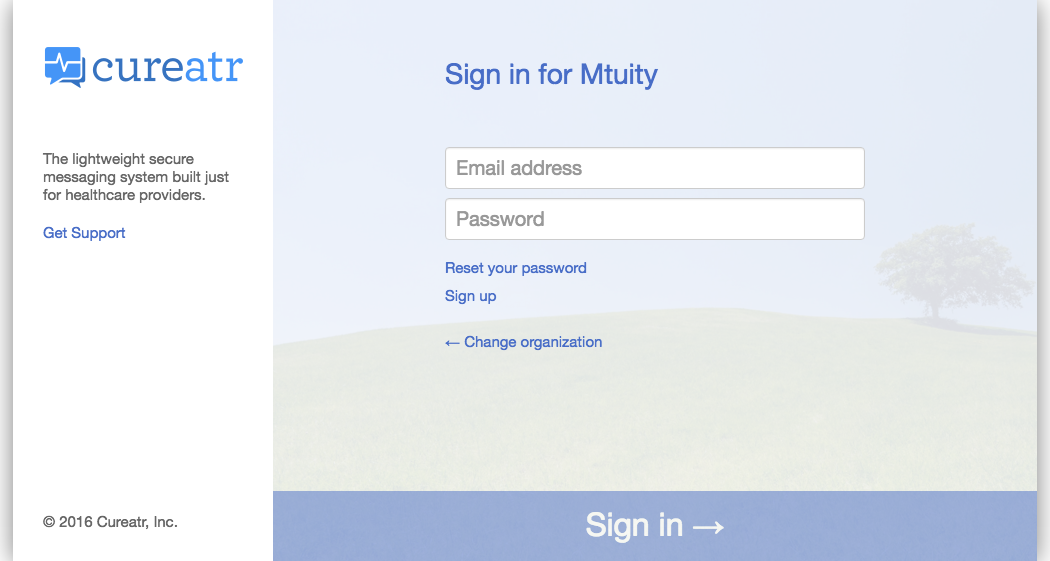 cureatr
The lightweight secure
messaging system built just
for healthcare providers.
Get Support
© 2016 Cureatr, Inc.
Sign in for Mtuity
Email address
Password
Reset your password
Sign up
← Change organization
Sign in →